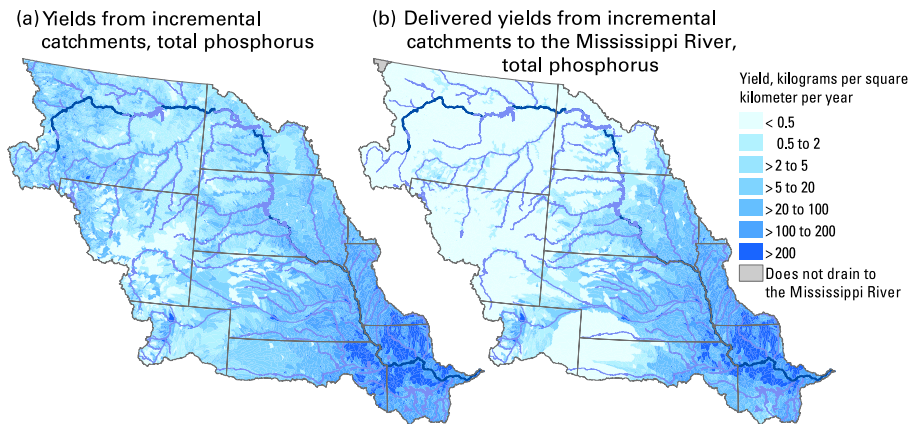 (a) Yields from incremental
catchments, total phosphorus
(b) Delivered yields from incremental
catchments to the Mississippi River,
total phosphorus
Yield, kilograms per square
kilometer per year
< 0.5
0.5 to 2
>2 to 5
>5 to 20
>20 to 100
>100 to 200
>200
Does not drain to
the Mississippi River